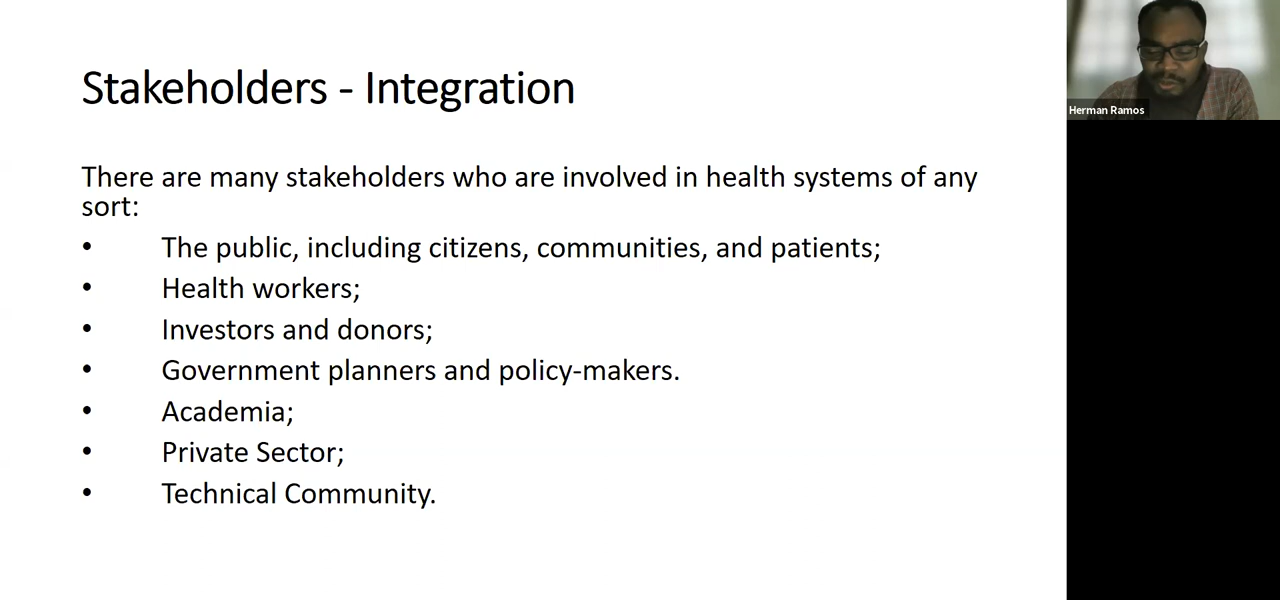 Stakeholders - Integration
There are many stakeholders who are involved in health systems of any
sort:
• The public, including citizens, communities, and patients;
• Health workers;
• Investors and donors;
• Government planners and policy-makers.
• Academia;
• Private Sector;
• Technical Community.
Herman Ramos